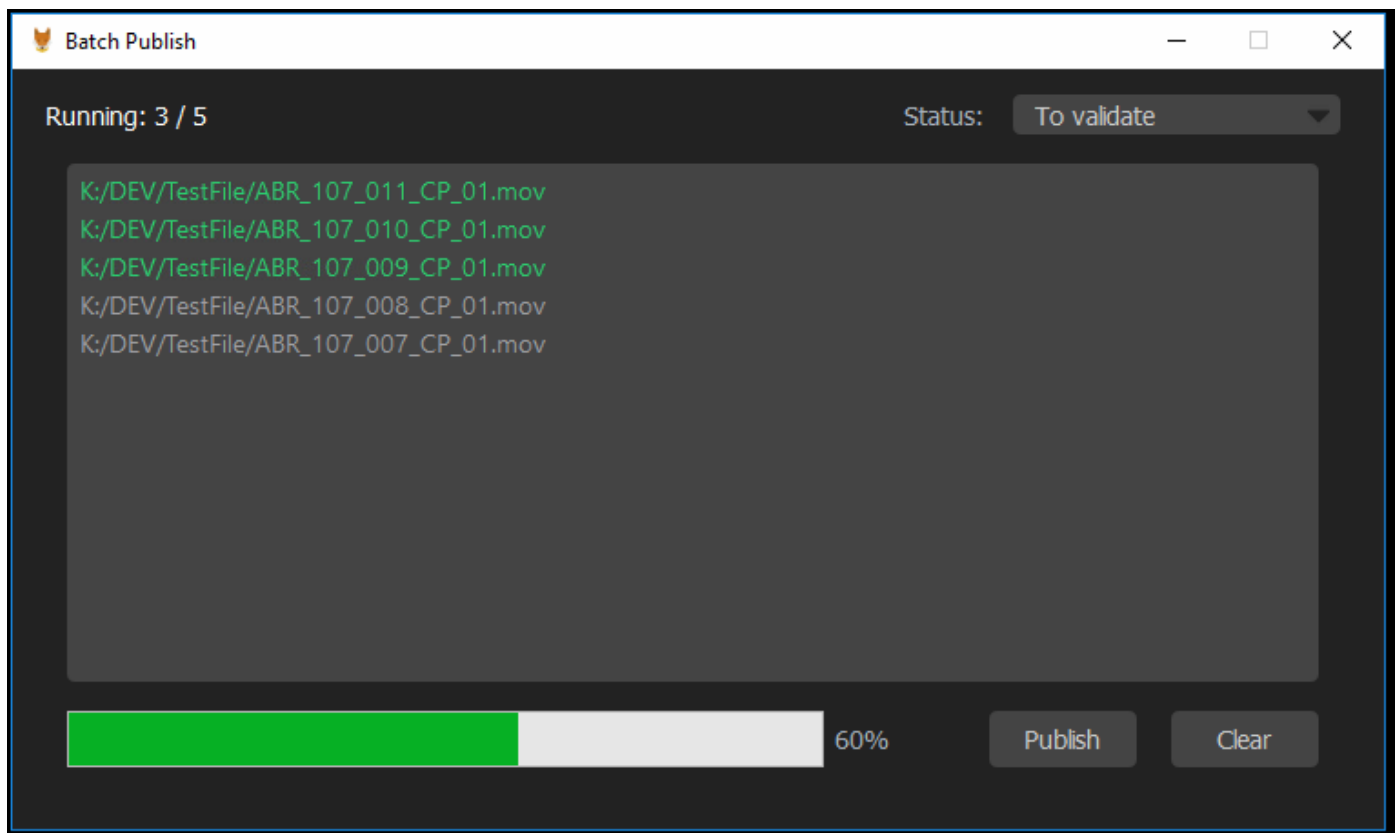 Batch Publish
Running: 3 / 5 Status: To validate
K:/DEV/TestFile/ABR_107_011_CP_01.mov
K:/DEV/TestFile/ABR_107_010_CP_01.mov
K:/DEV/TestFile/ABR_107_009_CP_01.mov
K:/DEV/TestFile/ABR_107_008_CP_01.mov
K:/DEV/TestFile/ABR_107_007_CP_01.mov
60% Publish Clear